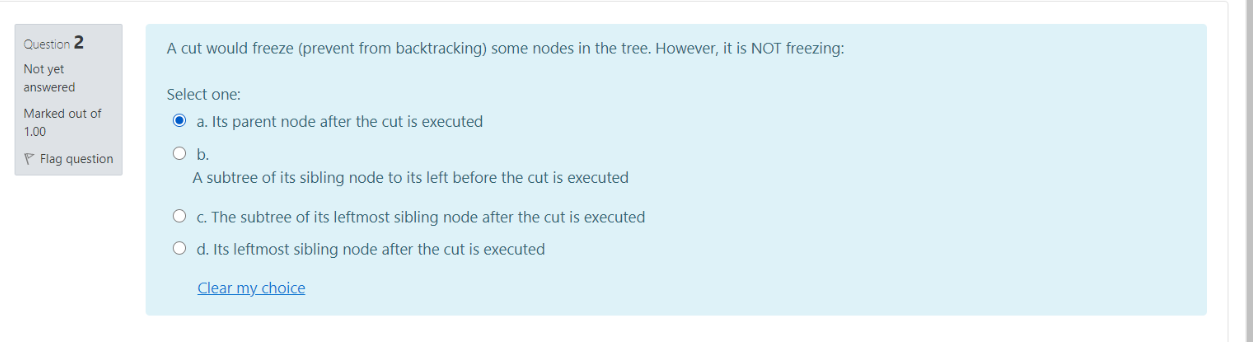 Question 2
Not yet
answered
Marked out of
1.00
Flag question
A cut would freeze (prevent from backtracking) some nodes in the tree. However, it is NOT freezing:
Select one:
a. Its parent node after the cut is executed
b.
A subtree of its sibling node to its left before the cut is executed
c. The subtree of its leftmost sibling node after the cut is executed
d. Its leftmost sibling node after the cut is executed
Clear my choice